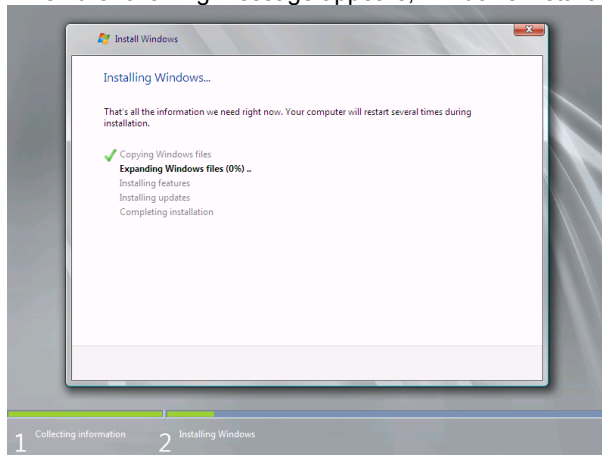 Install Windows
Installing Windows...
That's all the information we need right now. Your computer will restart several times during
installation.
Copying Windows files
Expanding Windows files (0%) ..
Installing features
Installing updates
Completing installation
1 Collecting information 2 Installing Windows